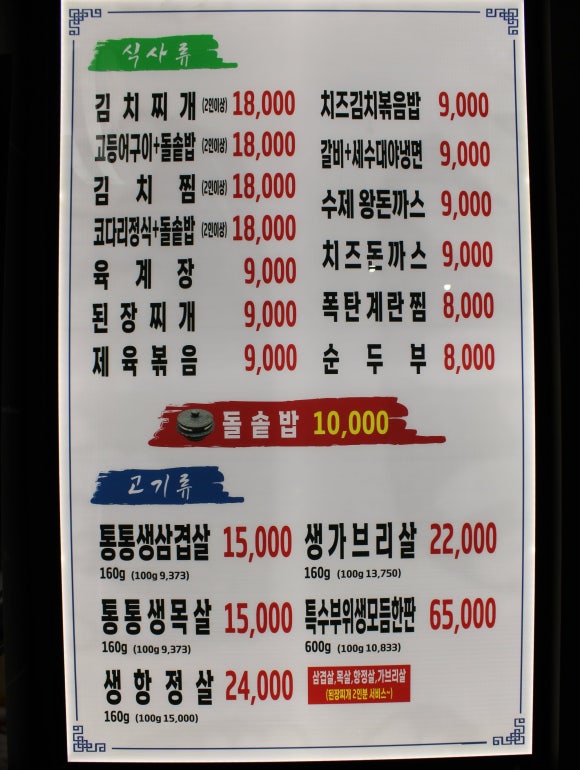 식사류
김치찌개 (2인이상) 18,000
고등어구이+돌솥밥 (2인이상) 18,000
김치찜 (2인이상) 18,000
코다리정식+돌솥밥 (2인이상) 18,000
육계장 9,000
된장찌개 9,000
제육볶음 9,000
치즈김치볶음밥 9,000
갈비+세수대야냉면 9,000
수제왕돈까스 9,000
치즈돈까스 9,000
폭탄계란찜 8,000
순두부 8,000
돌솥밥 10,000
고기류
통통생삼겹살 15,000
160g (100g 9,373)
통통생목살 15,000
160g (100g 9,373)
생항정살 24,000
160g (100g 15,000)
생가브리살 22,000
160g (100g 13,750)
특수부위생모듬한판 65,000
600g (100g 10,833)
삼겹살,목살,항정살,가브리살
(된장찌개 2인분 서비스~)